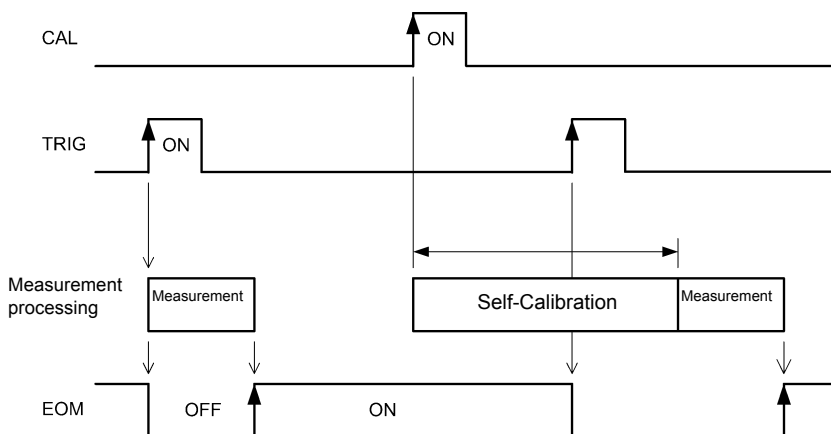 CAL
ON
TRIG
ON
Measurement
processing
Measurement
Self-Calibration
Measurement
EOM
OFF
ON